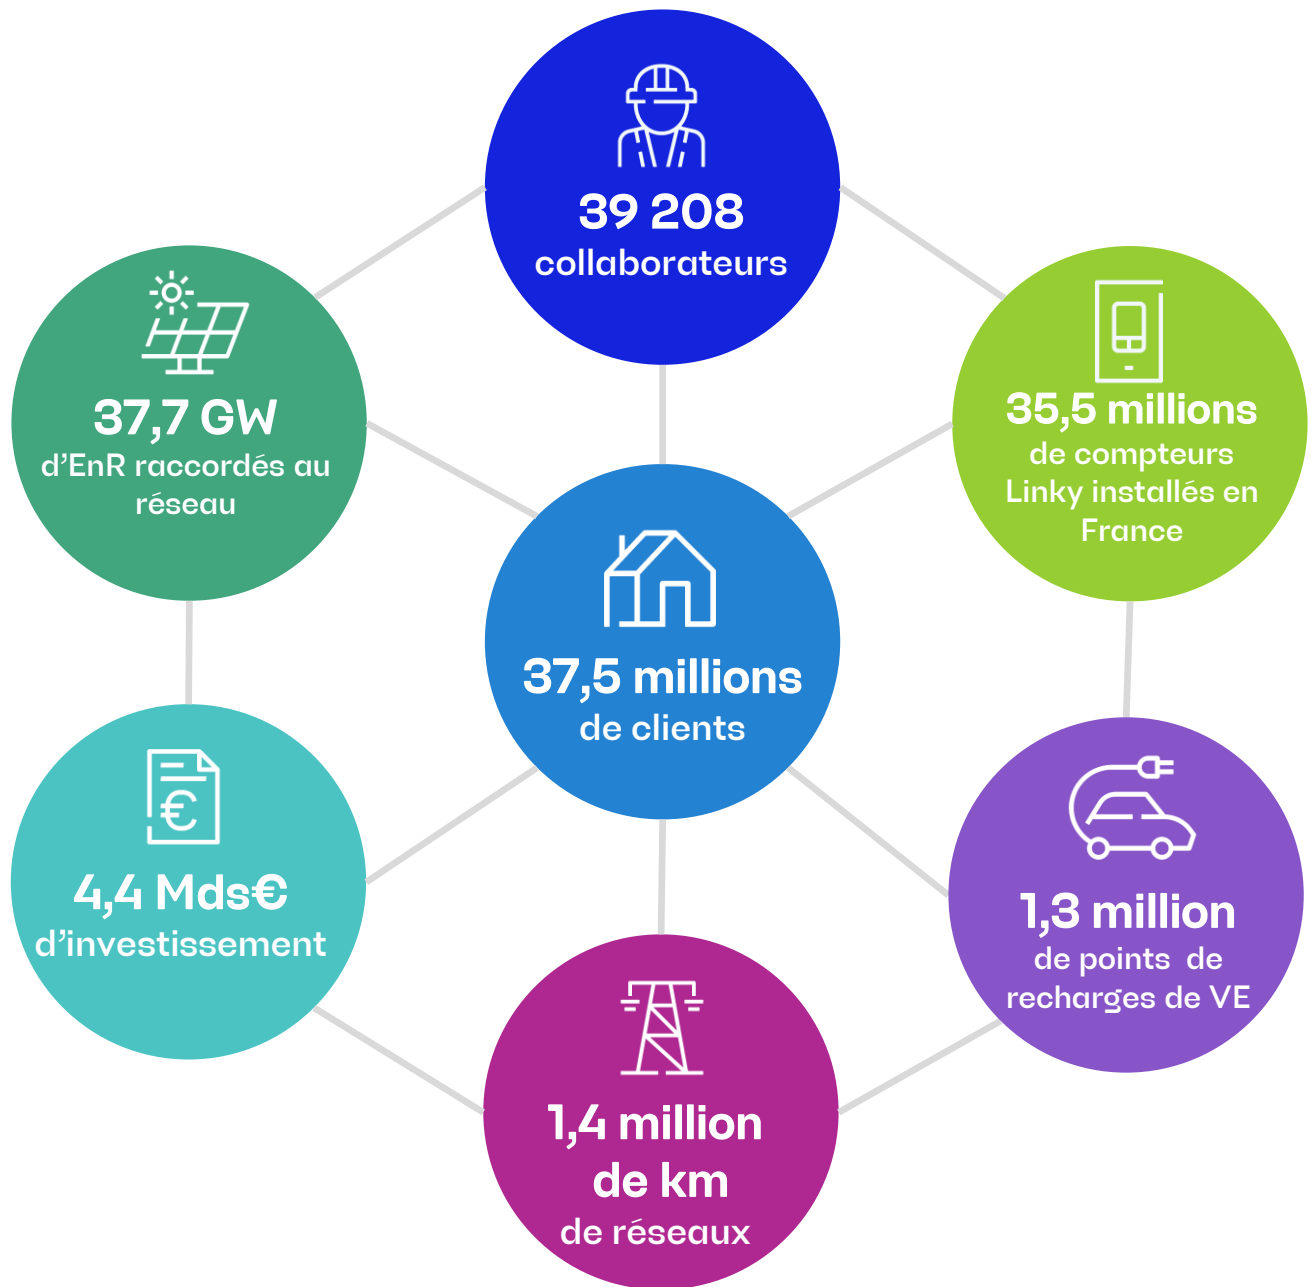 39 208
collaborateurs
37,7 GW
d’EnR raccordés au
réseau
35,5 millions
de compteurs
Linky installés en
France
37,5 millions
de clients
4,4 Mds€
d’investissement
1,3 million
de points  de
recharges de VE
1,4 million
de km
de réseaux